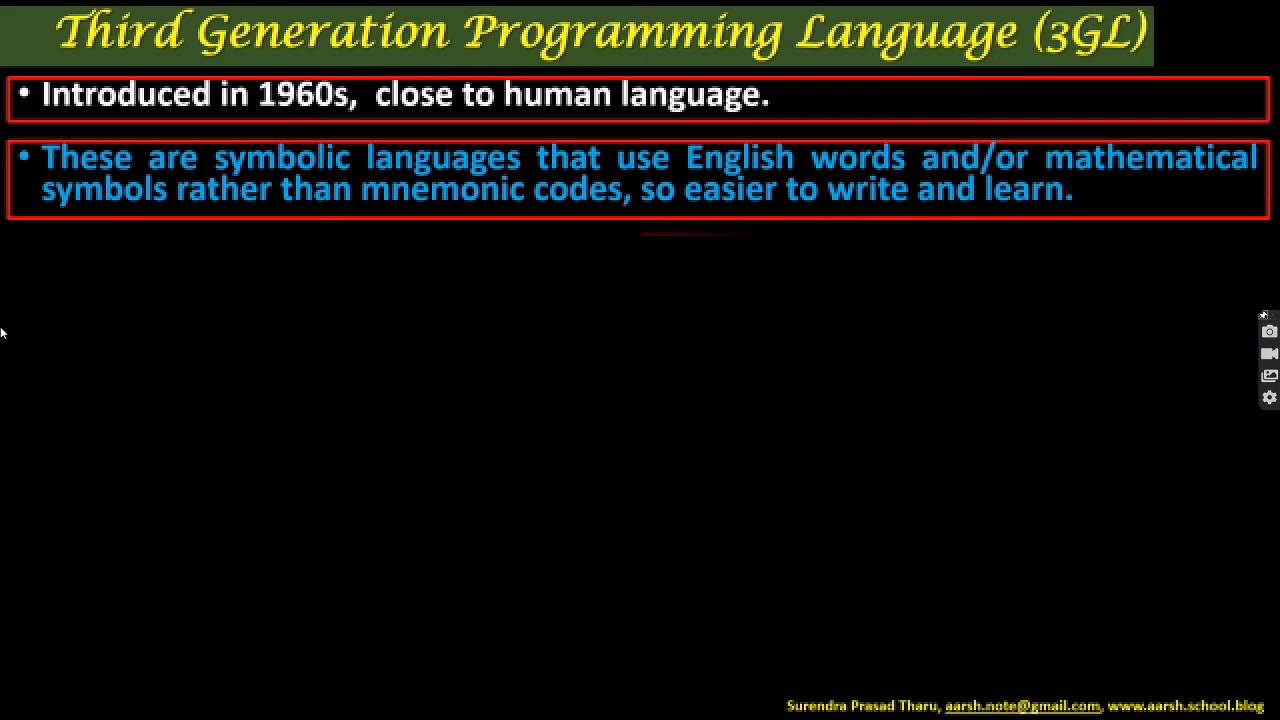 Third Generation Programming Language (3GL)
• Introduced in 1960s,  close to human language.
• These are symbolic languages that use English words and/or mathematical
symbols rather than mnemonic codes, so easier to write and learn.
Surendra Prasad Tharu, aarsh.note@gmail.com, www.aarsh.school.blog